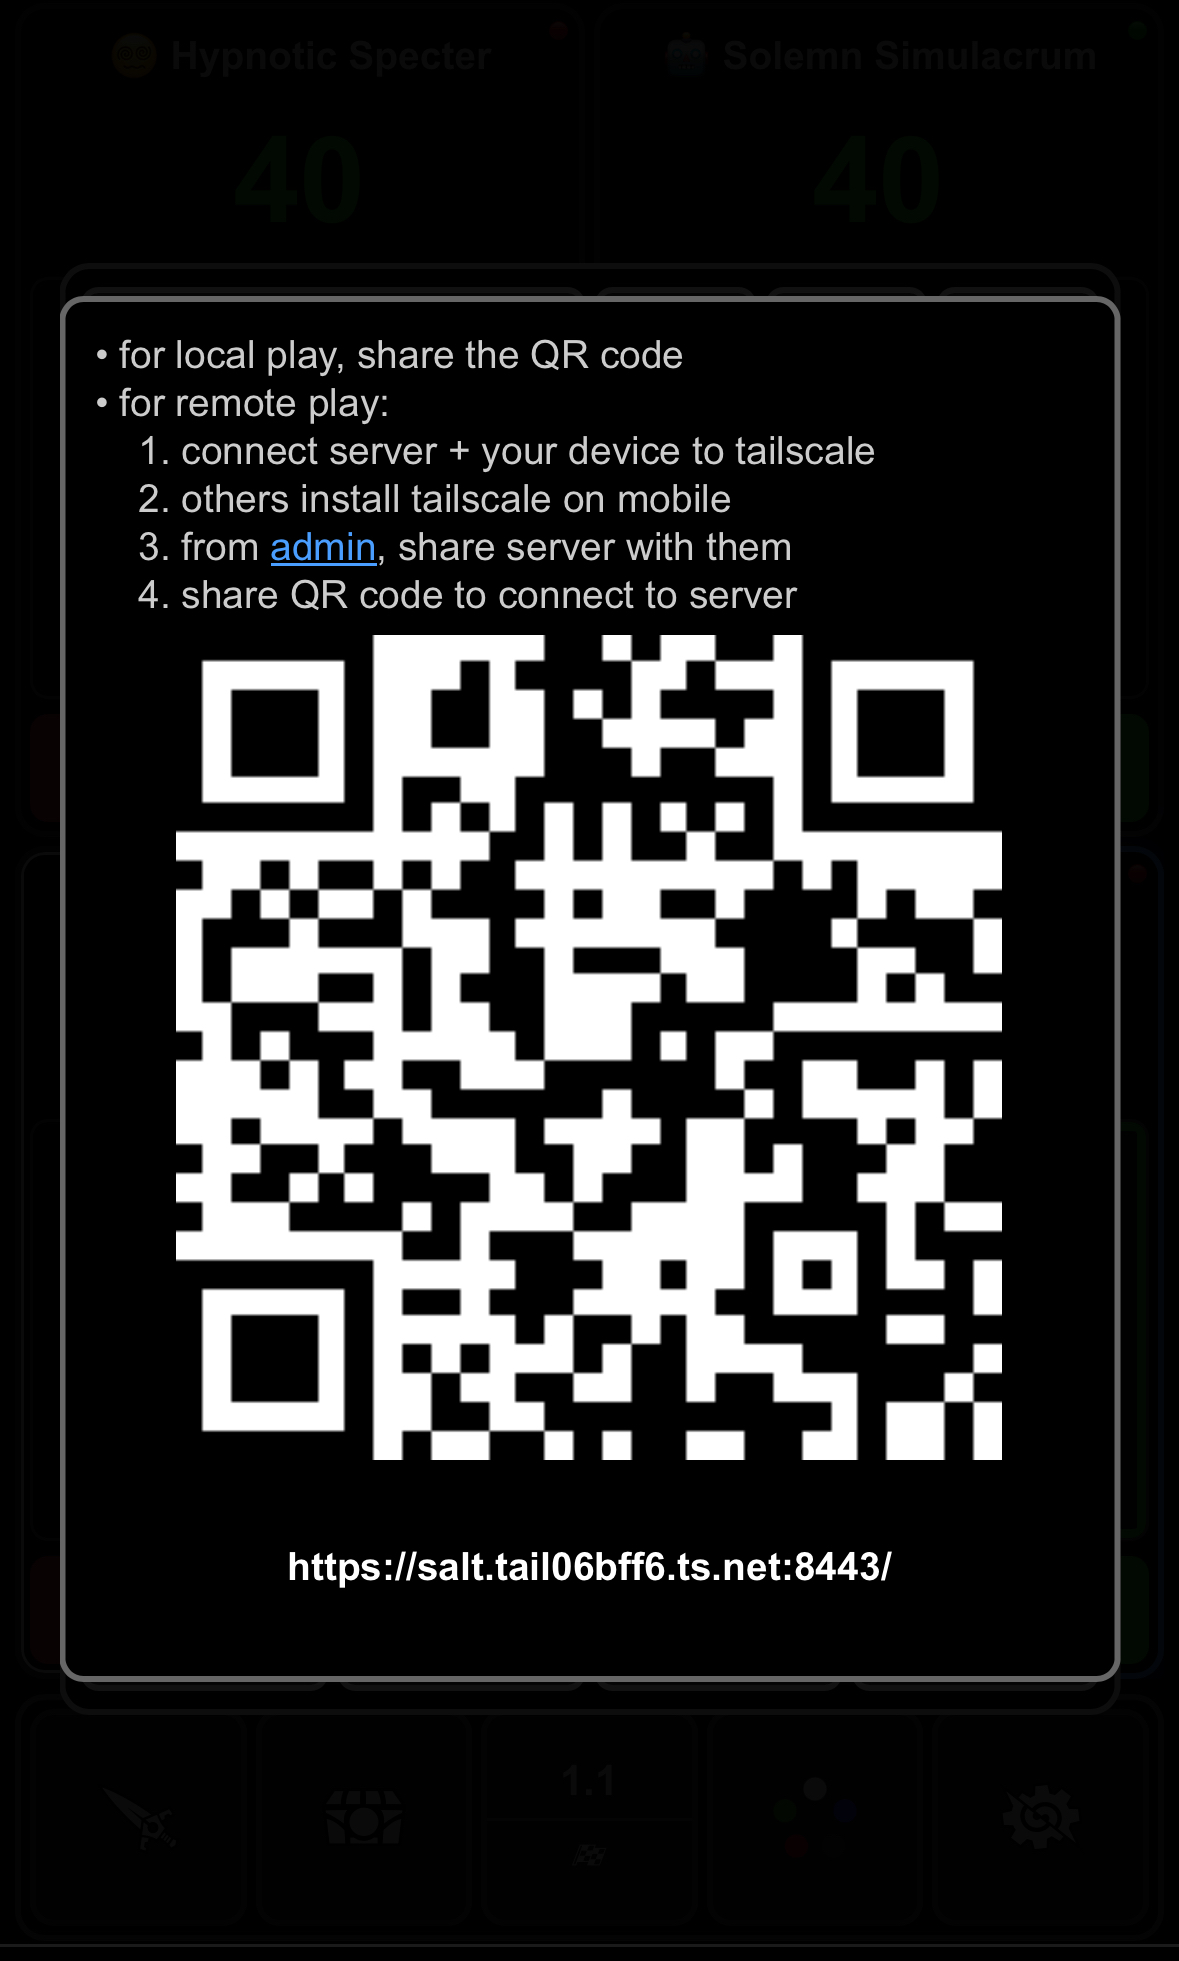 Hypnotic Specter
Solemn Simulacrum
40
40
• for local play, share the QR code
• for remote play:
1. connect server + your device to tailscale
2. others install tailscale on mobile
3. from admin, share server with them
4. share QR code to connect to server
https://salt.tail06bff6.ts.net:8443/
1.1